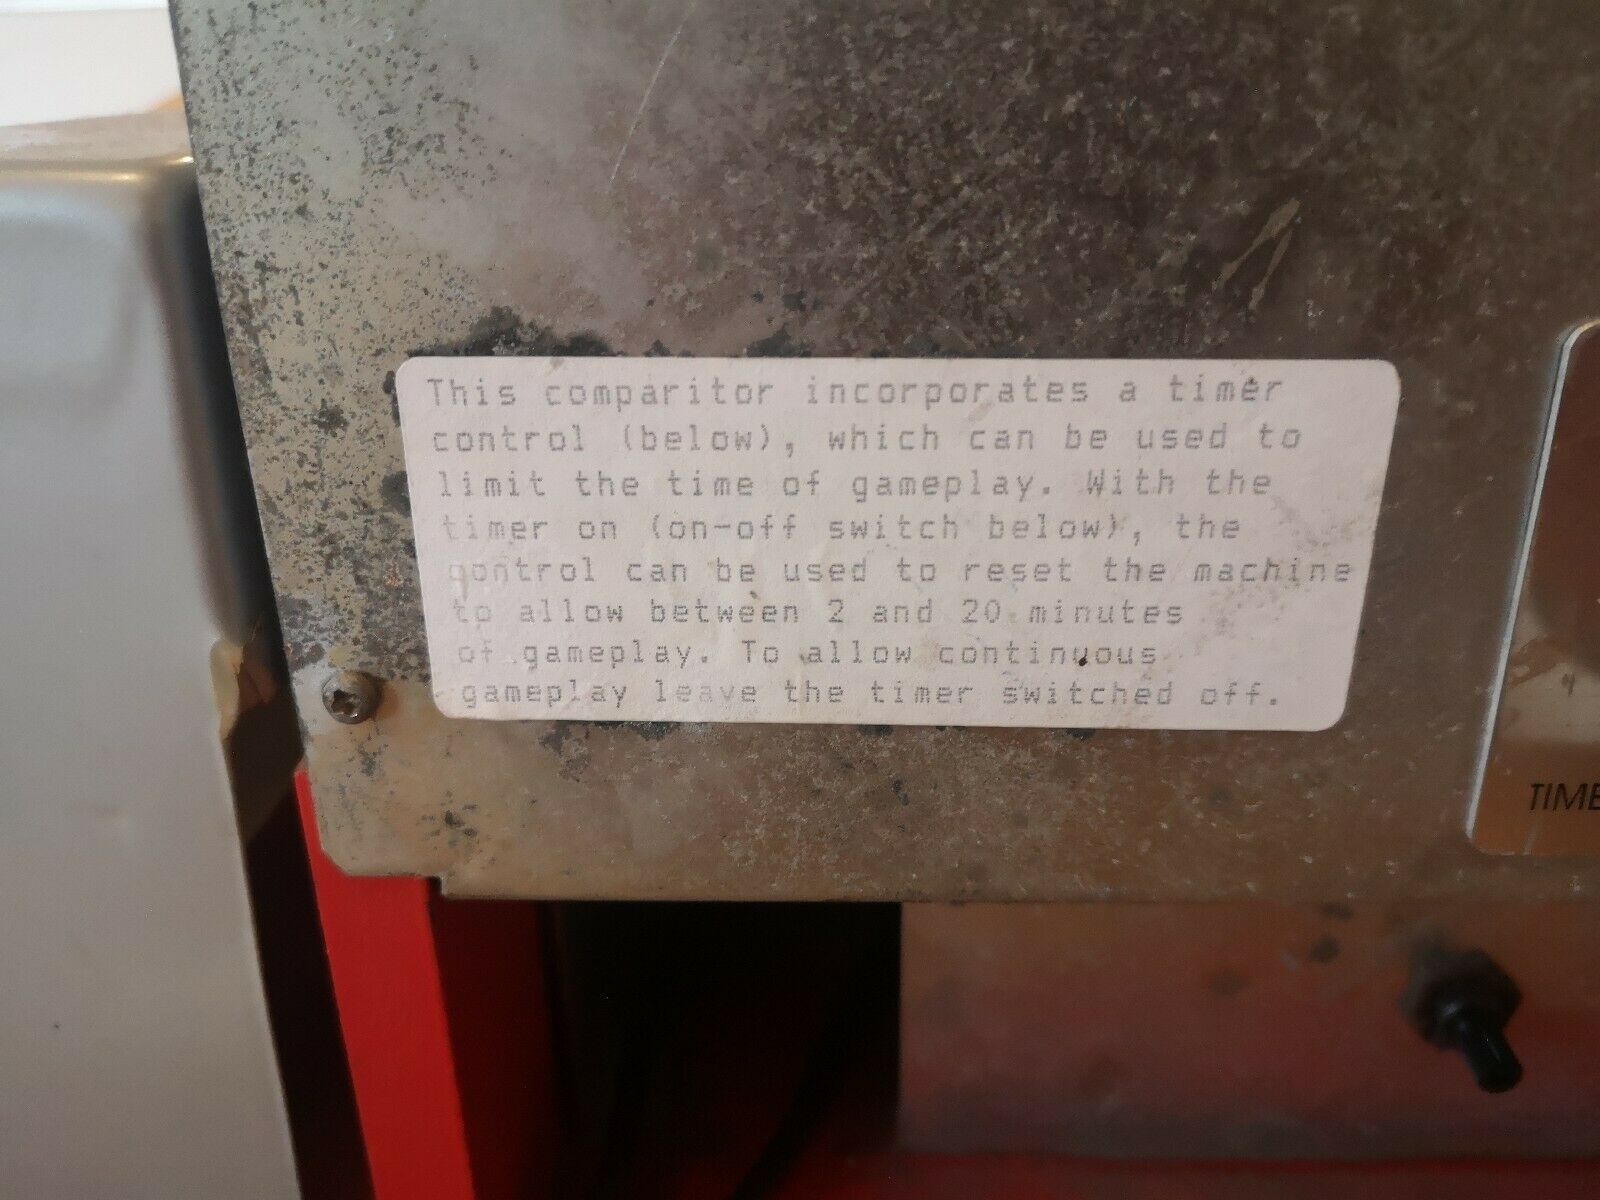 This comparitor incorporates a timer
control (below), which can be used to
limit the time of gameplay. With the
timer on (on-off switch below), the
control can be used to reset the machine
to allow between 2 and 20 minutes
of gameplay. To allow continuous
gameplay leave the timer switched off.
TIME